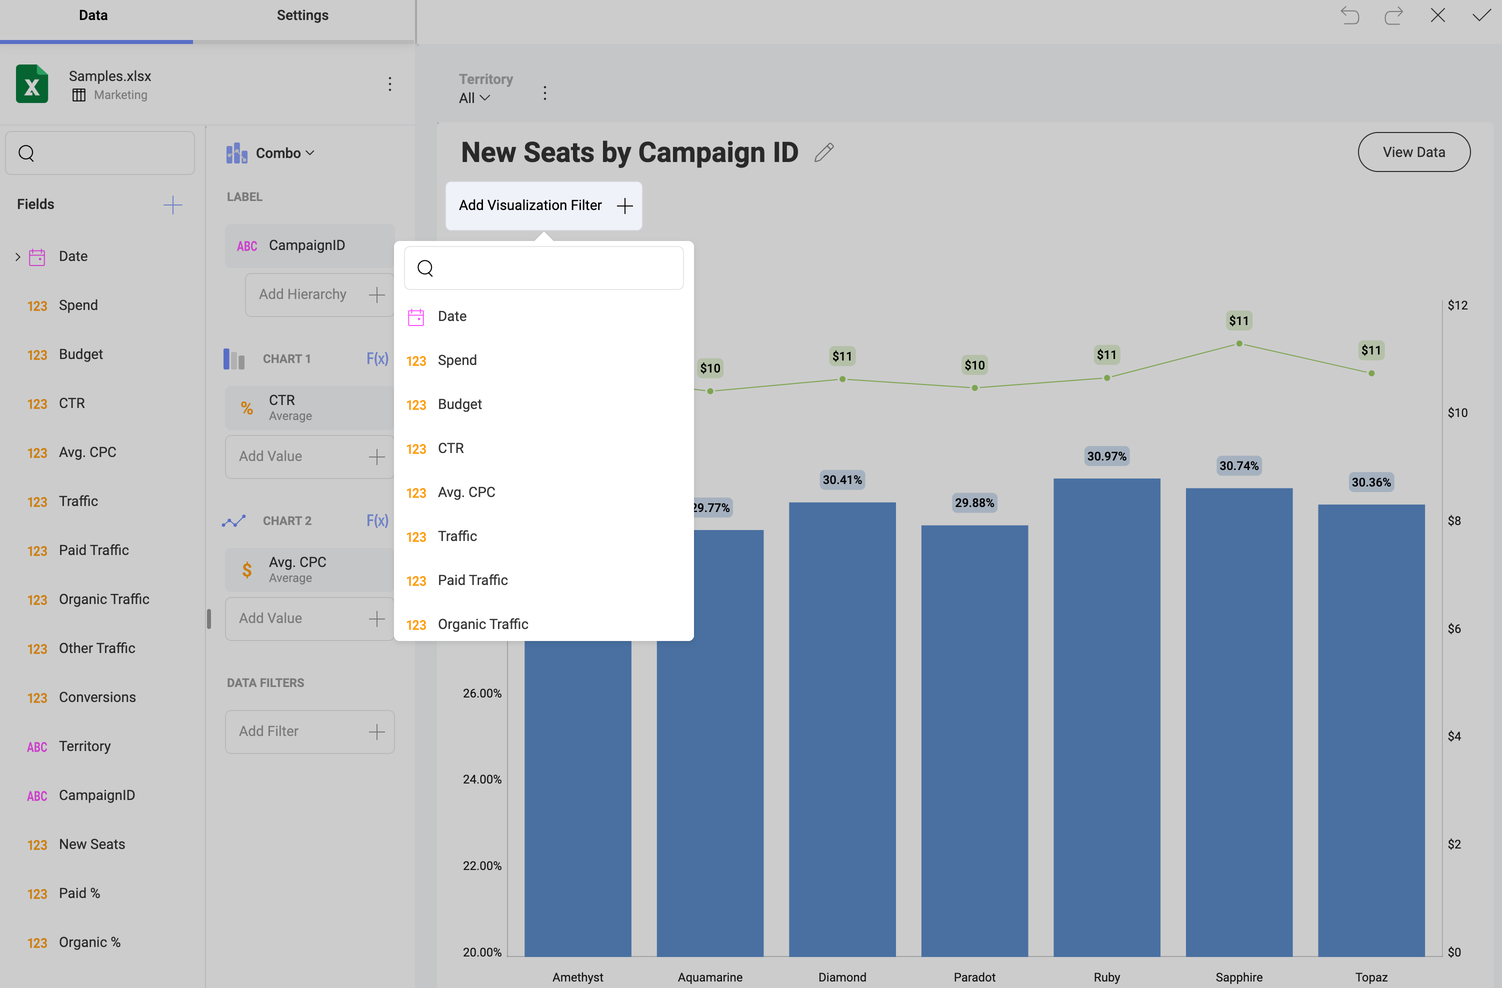 Data
Settings
Samples.xlsx
Marketing
Fields
Date
123 Spend
123 Budget
123 CTR
123 Avg. CPC
123 Traffic
123 Paid Traffic
123 Organic Traffic
123 Other Traffic
123 Conversions
ABC Territory
ABC CampaignID
123 New Seats
123 Paid %
123 Organic %
Combo
LABEL
ABC CampaignID
Add Hierarchy
CHART 1 F(x)
% CTR
Average
Add Value
CHART 2 F(x)
$ Avg. CPC
Average
Add Value
DATA FILTERS
Add Filter
Territory
All
New Seats by Campaign ID
View Data
Add Visualization Filter
Date
123 Spend
123 Budget
123 CTR
123 Avg. CPC
123 Traffic
123 Paid Traffic
123 Organic Traffic
$10
$11
$10
$11
$11
$11
29.77%
30.41%
29.88%
30.97%
30.74%
30.36%
26.00%
24.00%
22.00%
20.00%
$12
$10
$8
$6
$4
$2
$0
Amethyst
Aquamarine
Diamond
Paradot
Ruby
Sapphire
Topaz